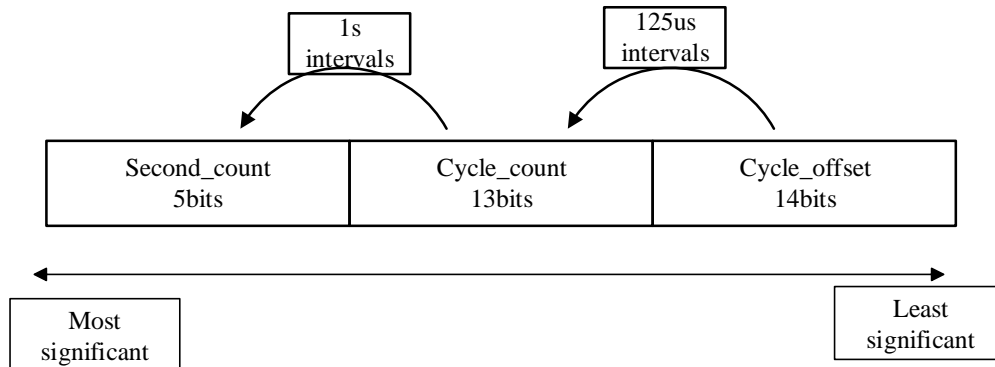 1s
intervals
125us
intervals
Second_count
5bits
Cycle_count
13bits
Cycle_offset
14bits
Most
significant
Least
significant